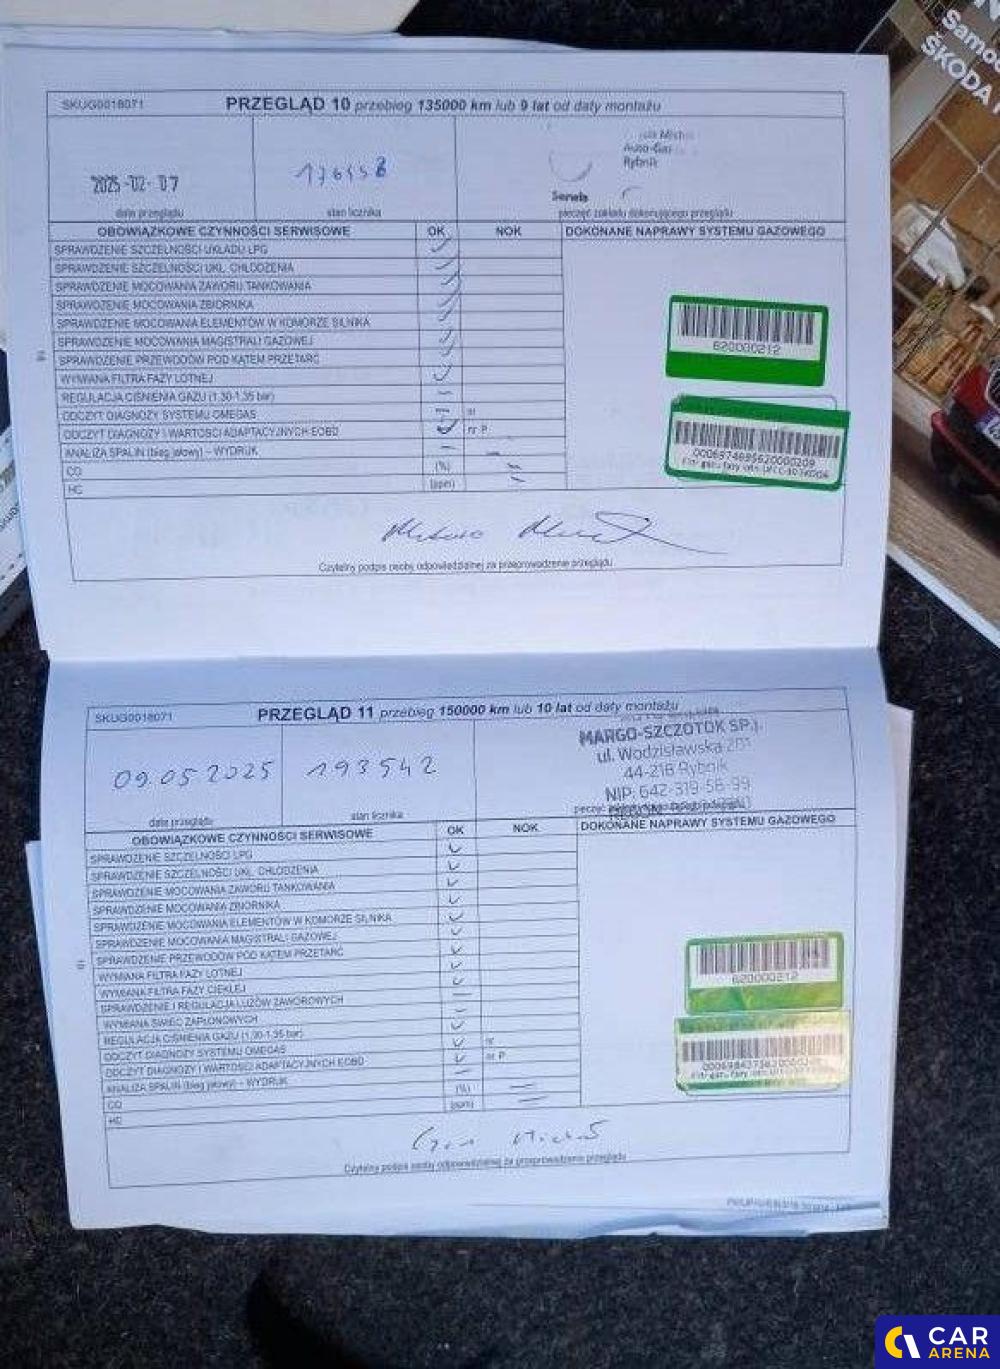 Samoc
ŠKODA
SKUG0018071
PRZEGLĄD 10 przebieg 135000 km lub 9 lat od daty montażu
Auto-Gaz
Rybnik
2025-02-07
Serwis
data przeglądu
stan licznika
pieczęć zakładu dokonującego przeglądu
OBOWIĄZKOWE CZYNNOŚCI SERWISOWE OK NOK DOKONANE NAPRAWY SYSTEMU GAZOWEGO
SPRAWDZENIE SZCZELNOŚCI UKŁADU LPG
SPRAWDZENIE SZCZELNOŚCI UKŁ. CHŁODZENIA
SPRAWDZENIE MOCOWANIA ZAWORU TANKOWANIA
SPRAWDZENIE MOCOWANIA ZBIORNIKA
SPRAWDZENIE MOCOWANIA ELEMENTÓW W KOMORZE SILNIKA
SPRAWDZENIE MOCOWANIA MAGISTRALI GAZOWEJ
SPRAWDZENIE PRZEWODÓW POD KĄTEM PRZETARĆ
WYMIANA FILTRA FAZY LOTNEJ
REGULACJA CIŚNIENIA GAZU (1,30-1,35 bar)
ODCZYT DIAGNOZY SYSTEMU OMEGAS nr
ODCZYT DIAGNOZY I WARTOŚCI ADAPTACYJNYCH EOBD nr P
ANALIZA SPALIN (bieg jałowy) – WYDRUK
CO (%)
HC (ppm)
620000212
Czytelny podpis osoby odpowiedzialnej za przeprowadzenie przeglądu
SKUG0018071
PRZEGLĄD 11 przebieg 150000 km lub 10 lat od daty montażu
MARGO-SZCZOTOK SP.J.
ul. Wodzisławska 201
44-216 Rybnik
NIP: 642-319-56-99
09.05.2025
193542
data przeglądu
stan licznika
OBOWIĄZKOWE CZYNNOŚCI SERWISOWE OK NOK DOKONANE NAPRAWY SYSTEMU GAZOWEGO
SPRAWDZENIE SZCZELNOŚCI LPG
SPRAWDZENIE SZCZELNOŚCI UKŁ. CHŁODZENIA
SPRAWDZENIE MOCOWANIA ZAWORU TANKOWANIA
SPRAWDZENIE MOCOWANIA ZBIORNIKA
SPRAWDZENIE MOCOWANIA ELEMENTÓW W KOMORZE SILNIKA
SPRAWDZENIE MOCOWANIA MAGISTRALI GAZOWEJ
SPRAWDZENIE PRZEWODÓW POD KĄTEM PRZETARĆ
WYMIANA FILTRA FAZY LOTNEJ
WYMIANA FILTRA FAZY CIEKŁEJ
SPRAWDZENIE I REGULACJA LUZÓW ZAWOROWYCH
WYMIANA ŚWIEC ZAPŁONOWYCH
REGULACJA CIŚNIENIA GAZU (1,30-1,35 bar)
ODCZYT DIAGNOZY SYSTEMU OMEGAS nr
ODCZYT DIAGNOZY I WARTOŚCI ADAPTACYJNYCH EOBD nr P
ANALIZA SPALIN (bieg jałowy) – WYDRUK
CO (%)
HC (ppm)
620000212
Czytelny podpis osoby odpowiedzialnej za przeprowadzenie przeglądu
CAR
ARENA